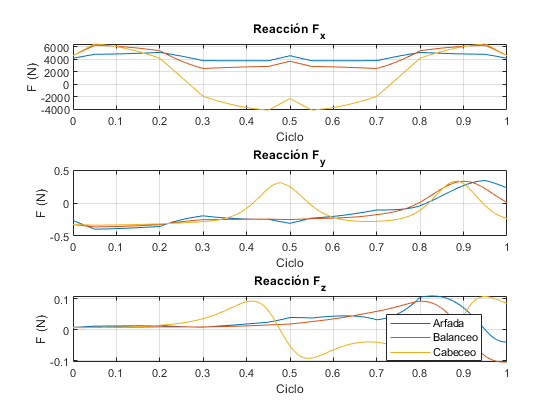 Reacción F_x
6000
4000
2000
0
-2000
-4000
F (N)
0 0.1 0.2 0.3 0.4 0.5 0.6 0.7 0.8 0.9 1
Ciclo
Reacción F_y
0.5
0
-0.5
F (N)
0 0.1 0.2 0.3 0.4 0.5 0.6 0.7 0.8 0.9 1
Ciclo
Reacción F_z
0.1
0
-0.1
F (N)
Arfada
Balanceo
Cabeceo
0 0.1 0.2 0.3 0.4 0.5 0.6 0.7 0.8 0.9 1
Ciclo